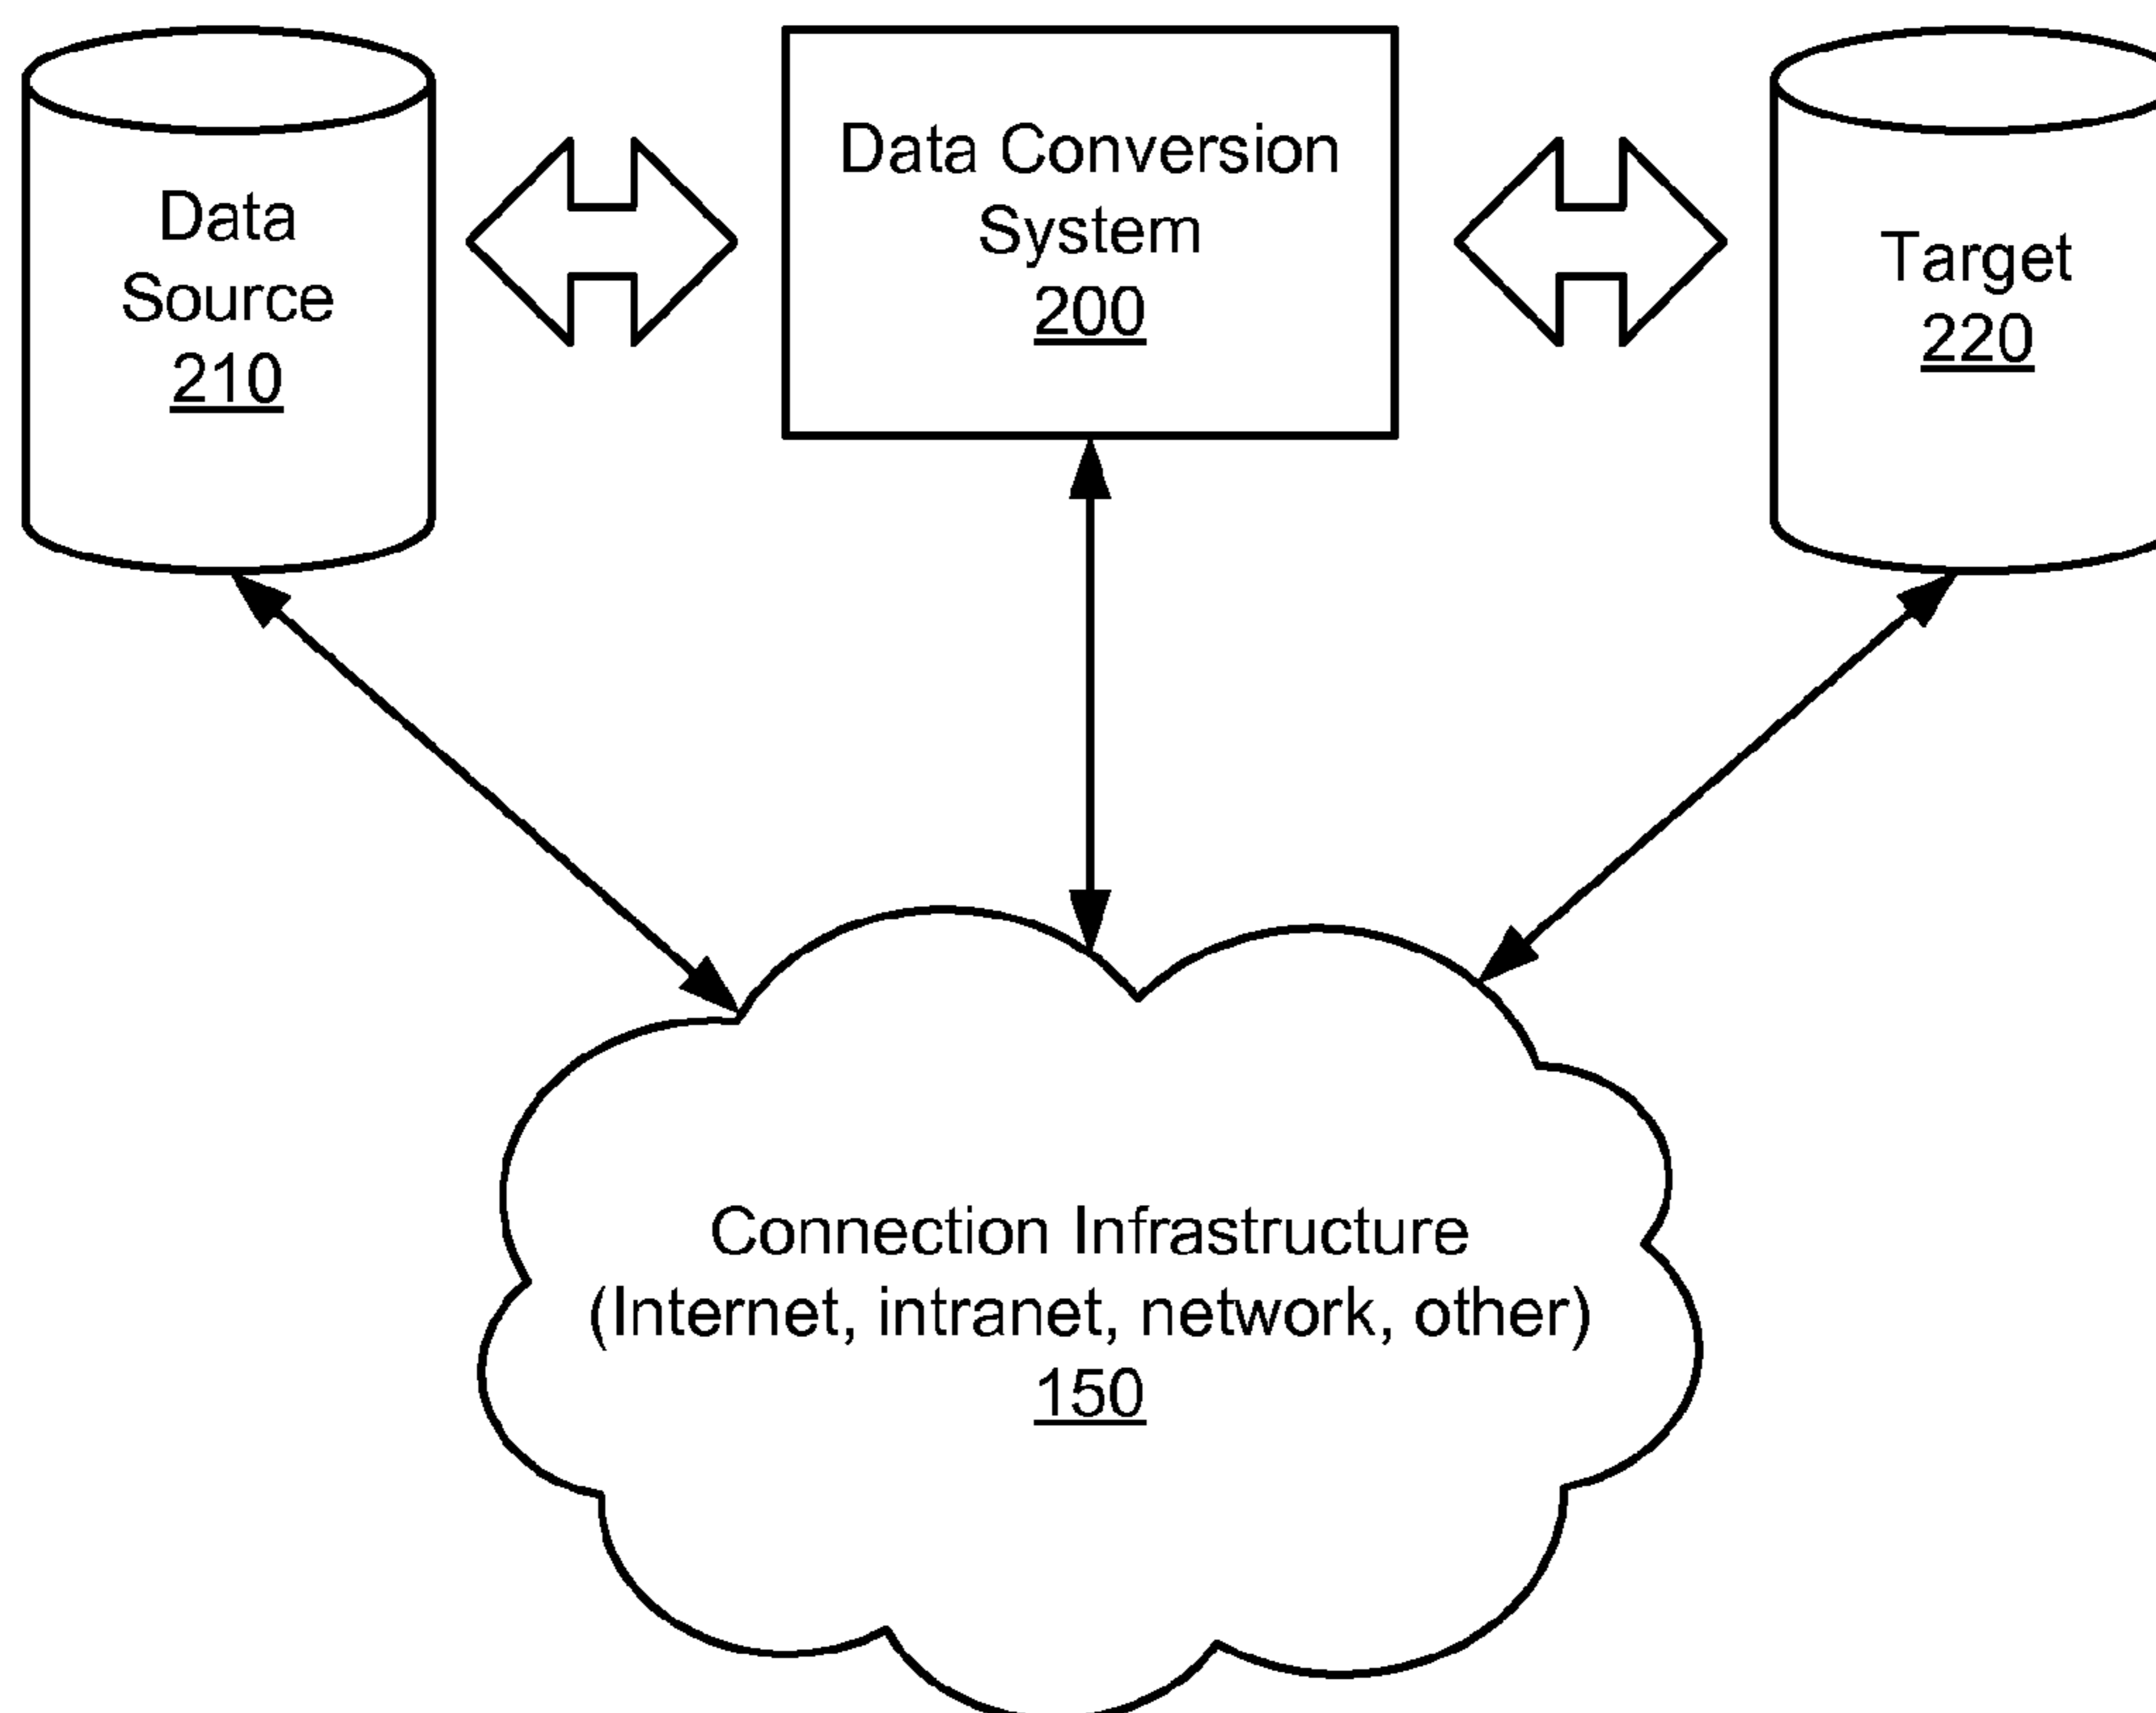 Data
Source
210
Data Conversion
System
200
Target
220
Connection Infrastructure
(Internet, intranet, network, other)
150